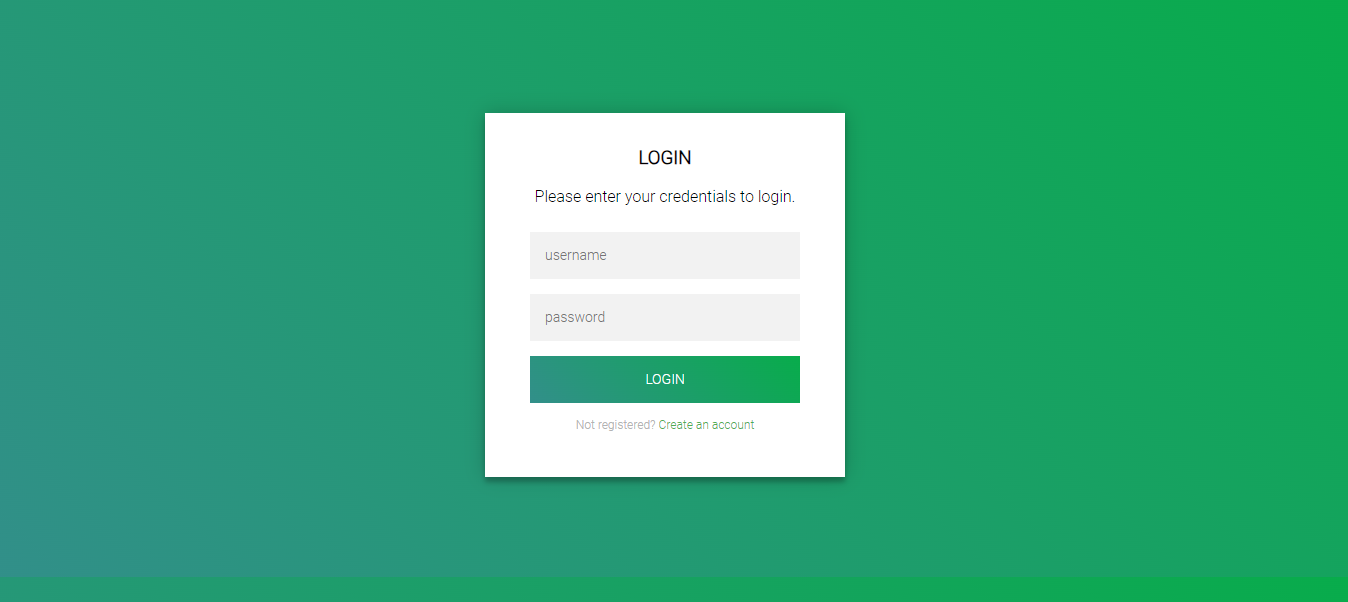 LOGIN
Please enter your credentials to login.
username
password
LOGIN
Not registered? Create an account